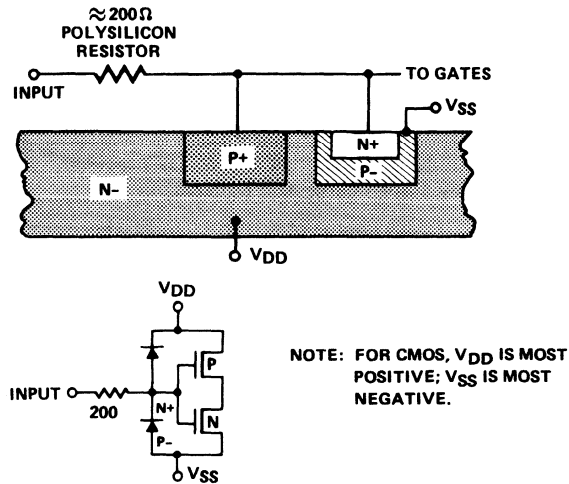 ≈200Ω
POLYSILICON
RESISTOR
INPUT
TO GATES
VSS
P+
N+
P-
N-
VDD
VDD
P
INPUT
200
N+
N
P-
VSS
NOTE: FOR CMOS, VDD IS MOST
POSITIVE; VSS IS MOST
NEGATIVE.